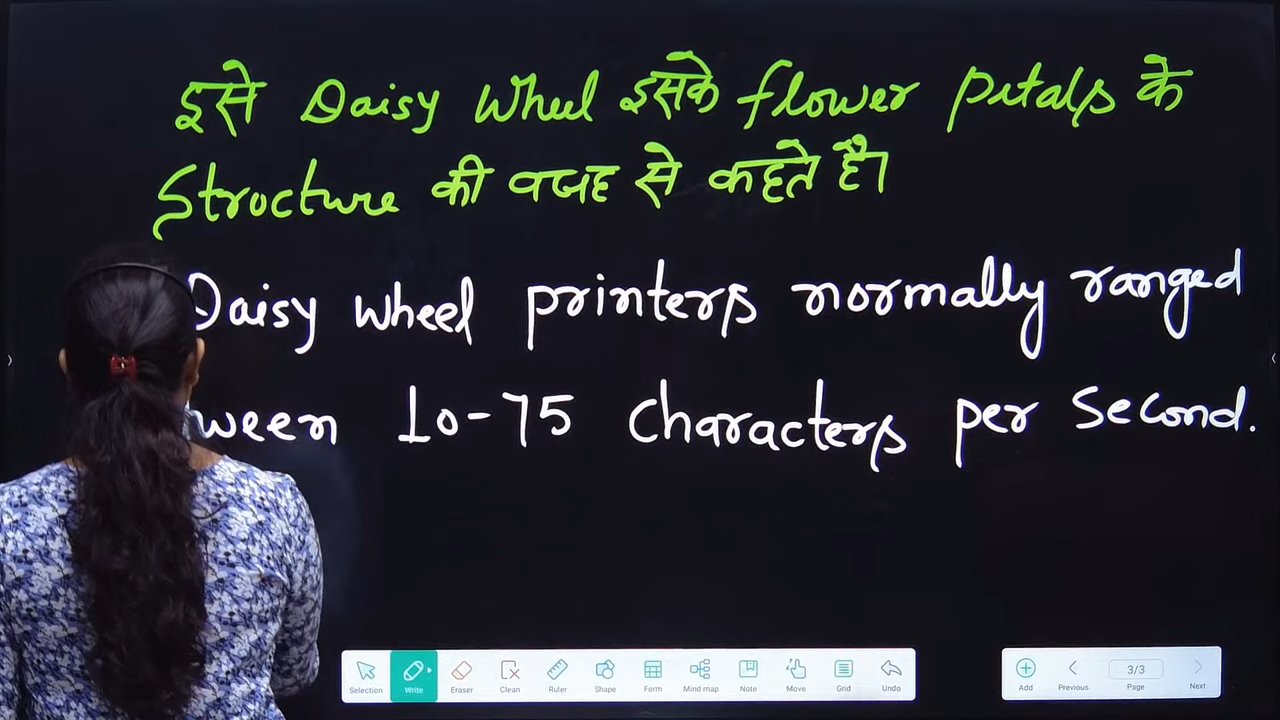 इसे Daisy Wheel इसके flower petals के
Structure की वजह से कहते है।
Daisy wheel printers normally ranged
ween 10-75 characters per second.
Selection Write Eraser Clean Ruler Shape Form Mind map Note Move Grid Undo
Add Previous 3/3 Page Next